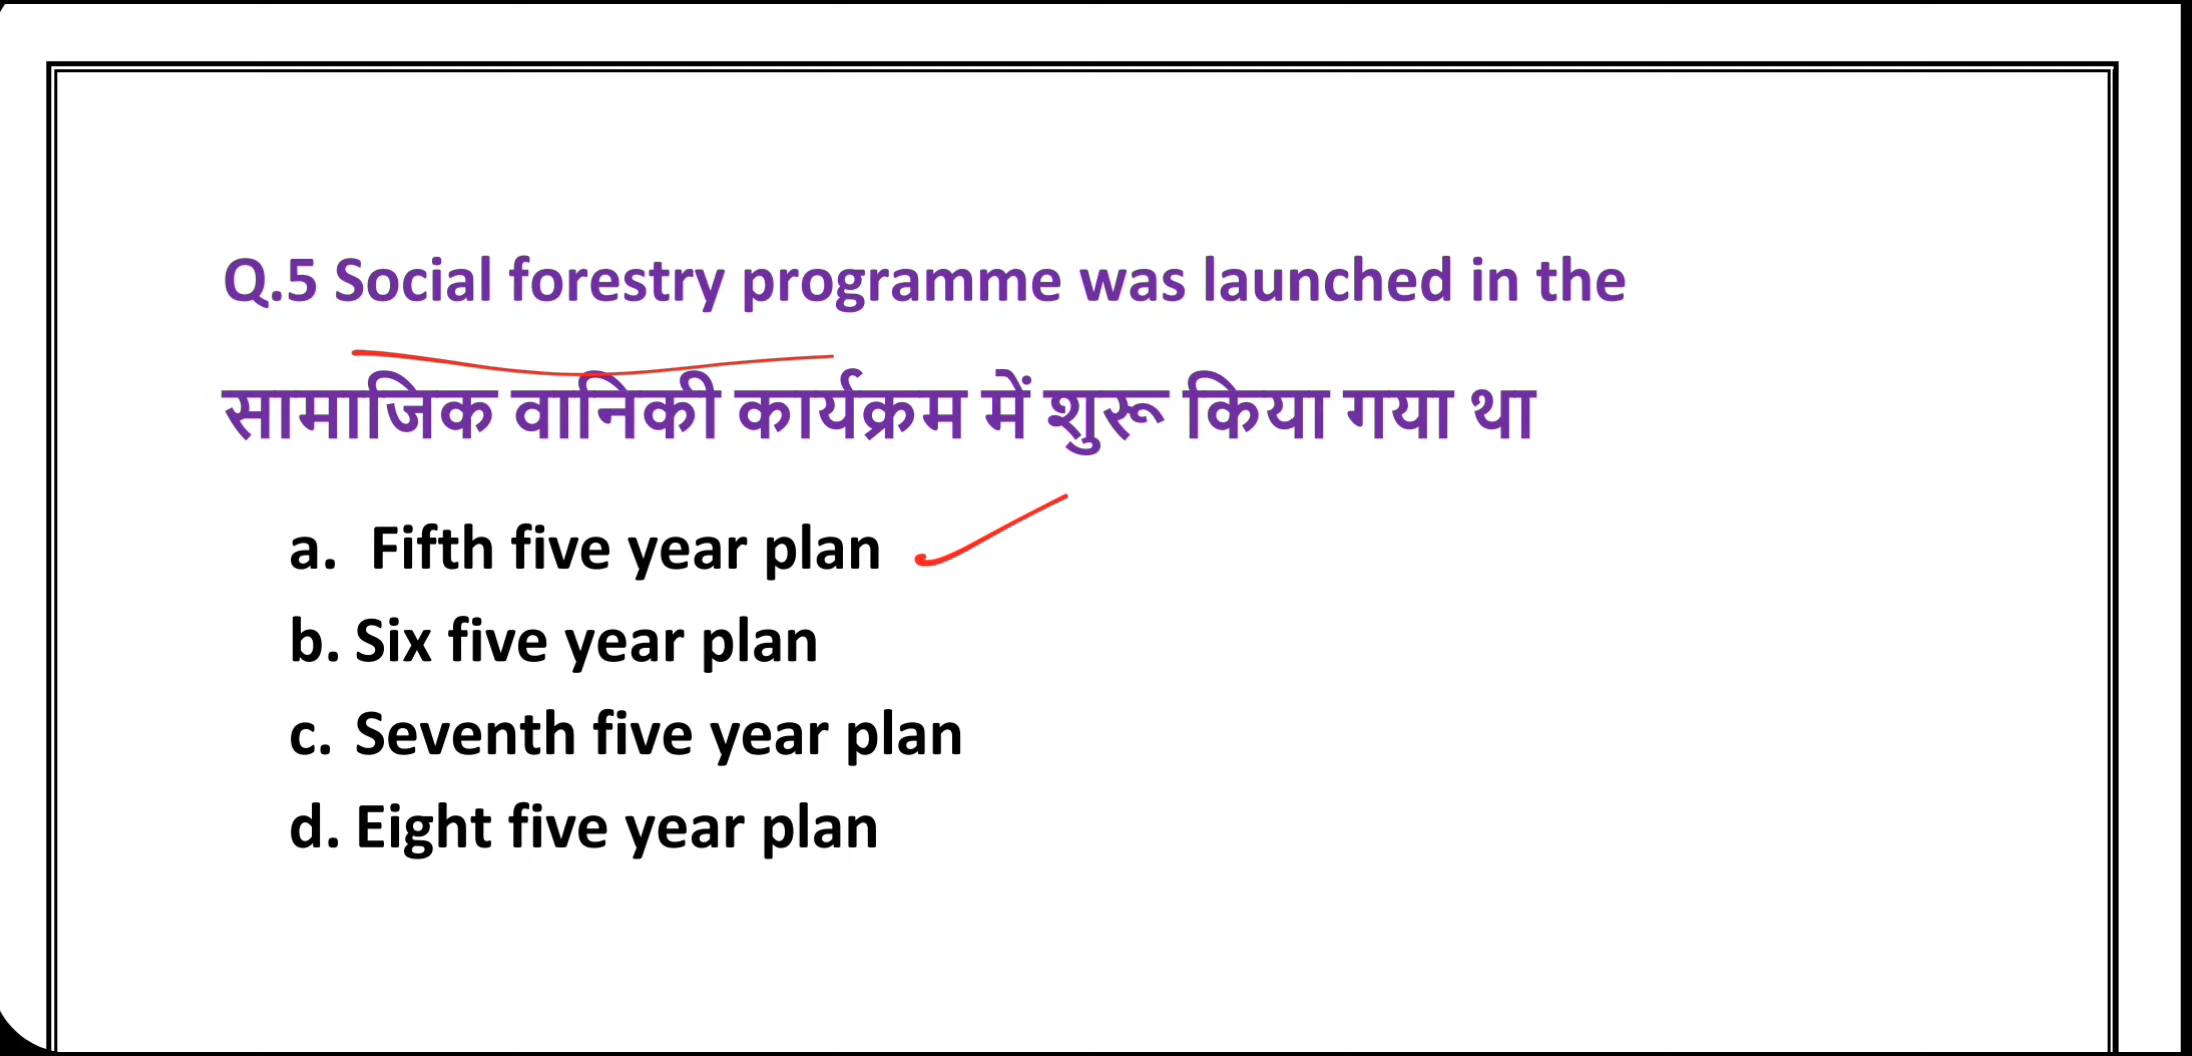 Q.5 Social forestry programme was launched in the
सामाजिक वानिकी कार्यक्रम में शुरू किया गया था
a. Fifth five year plan
b. Six five year plan
c. Seventh five year plan
d. Eight five year plan